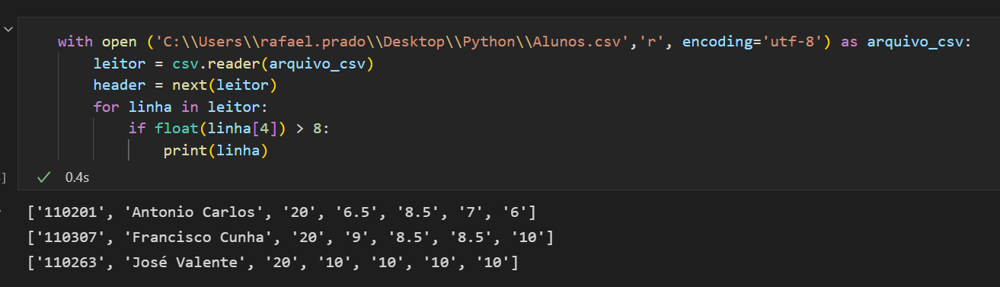 with open ('C:\\Users\\rafael.prado\\Desktop\\Python\\Alunos.csv','r', encoding='utf-8') as arquivo_csv:
leitor = csv.reader(arquivo_csv)
header = next(leitor)
for linha in leitor:
if float(linha[4]) > 8:
print(linha)
] ✓ 0.4s
['110201', 'Antonio Carlos', '20', '6.5', '8.5', '7', '6']
['110307', 'Francisco Cunha', '20', '9', '8.5', '8.5', '10']
['110263', 'José Valente', '20', '10', '10', '10', '10']